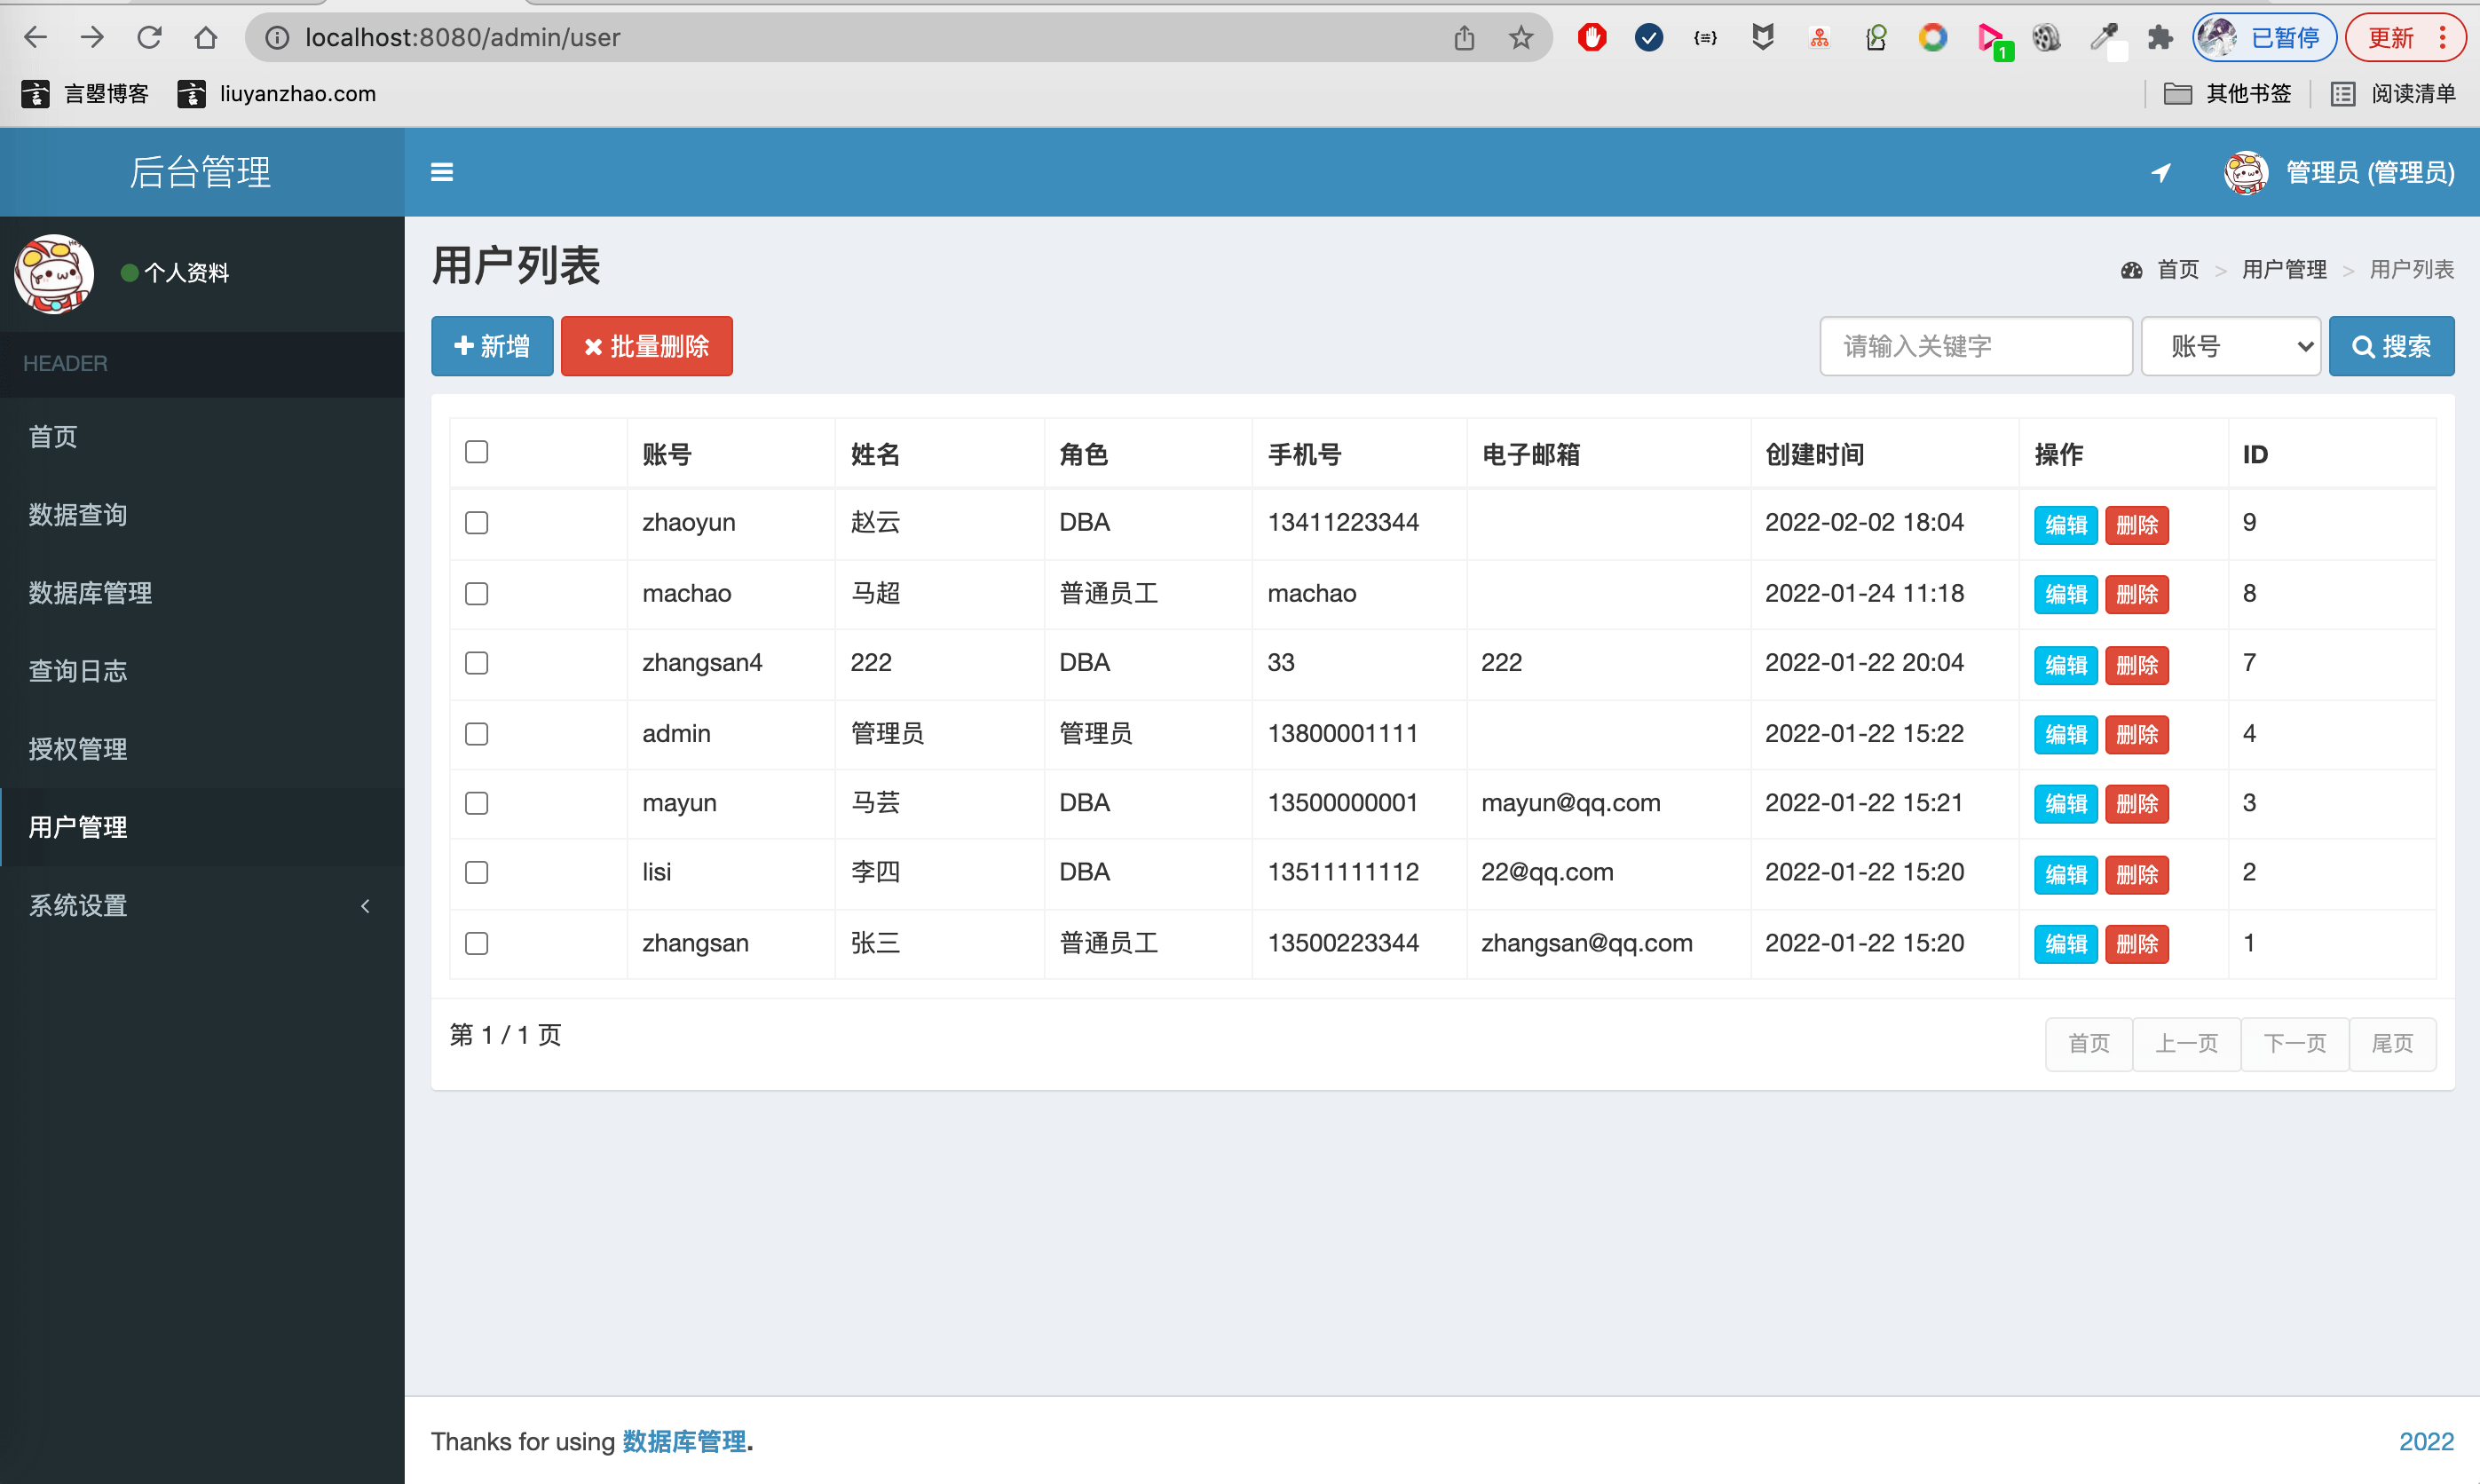 localhost:8080/admin/user
1
已暂停
更新
言曌博客
liuyanzhao.com
其他书签
阅读清单
后台管理
管理员 (管理员)
个人资料
HEADER
首页
数据查询
数据库管理
查询日志
授权管理
用户管理
系统设置
用户列表
首页 > 用户管理 > 用户列表
新增
批量删除
请输入关键字
账号
搜索
账号 姓名 角色 手机号 电子邮箱 创建时间 操作 ID
zhaoyun 赵云 DBA 13411223344 2022-02-02 18:04 编辑 删除 9
machao 马超 普通员工 machao 2022-01-24 11:18 编辑 删除 8
zhangsan4 222 DBA 33 222 2022-01-22 20:04 编辑 删除 7
admin 管理员 管理员 13800001111 2022-01-22 15:22 编辑 删除 4
mayun 马芸 DBA 13500000001 mayun@qq.com 2022-01-22 15:21 编辑 删除 3
lisi 李四 DBA 13511111112 22@qq.com 2022-01-22 15:20 编辑 删除 2
zhangsan 张三 普通员工 13500223344 zhangsan@qq.com 2022-01-22 15:20 编辑 删除 1
第 1 / 1 页
首页 上一页 下一页 尾页
Thanks for using 数据库管理.
2022